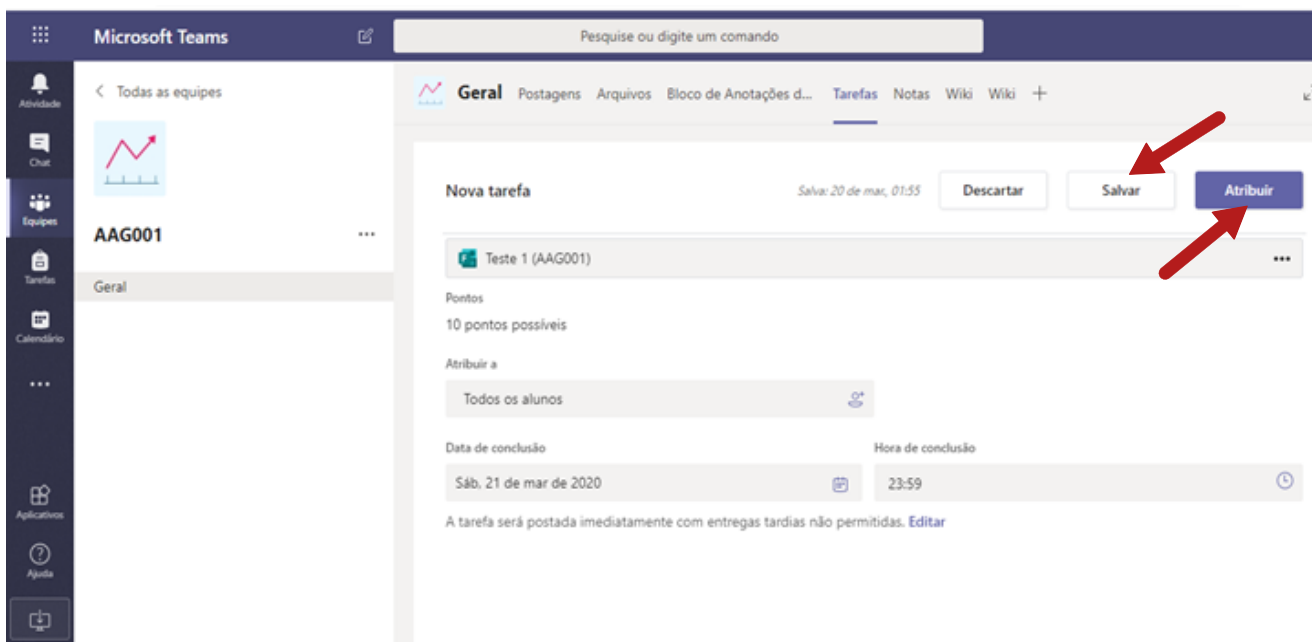 Microsoft Teams
Pesquise ou digite um comando
Atividade
Chat
Equipes
Tarefas
Calendário
Aplicativos
Ajuda
Todas as equipes
AAG001
Geral
Geral Postagens Arquivos Bloco de Anotações d... Tarefas Notas Wiki Wiki
Nova tarefa
Salva: 20 de mar, 01:55
Descartar
Salvar
Atribuir
Teste 1 (AAG001)
Pontos
10 pontos possíveis
Atribuir a
Todos os alunos
Data de conclusão
Hora de conclusão
Sáb, 21 de mar de 2020
23:59
A tarefa será postada imediatamente com entregas tardias não permitidas. Editar